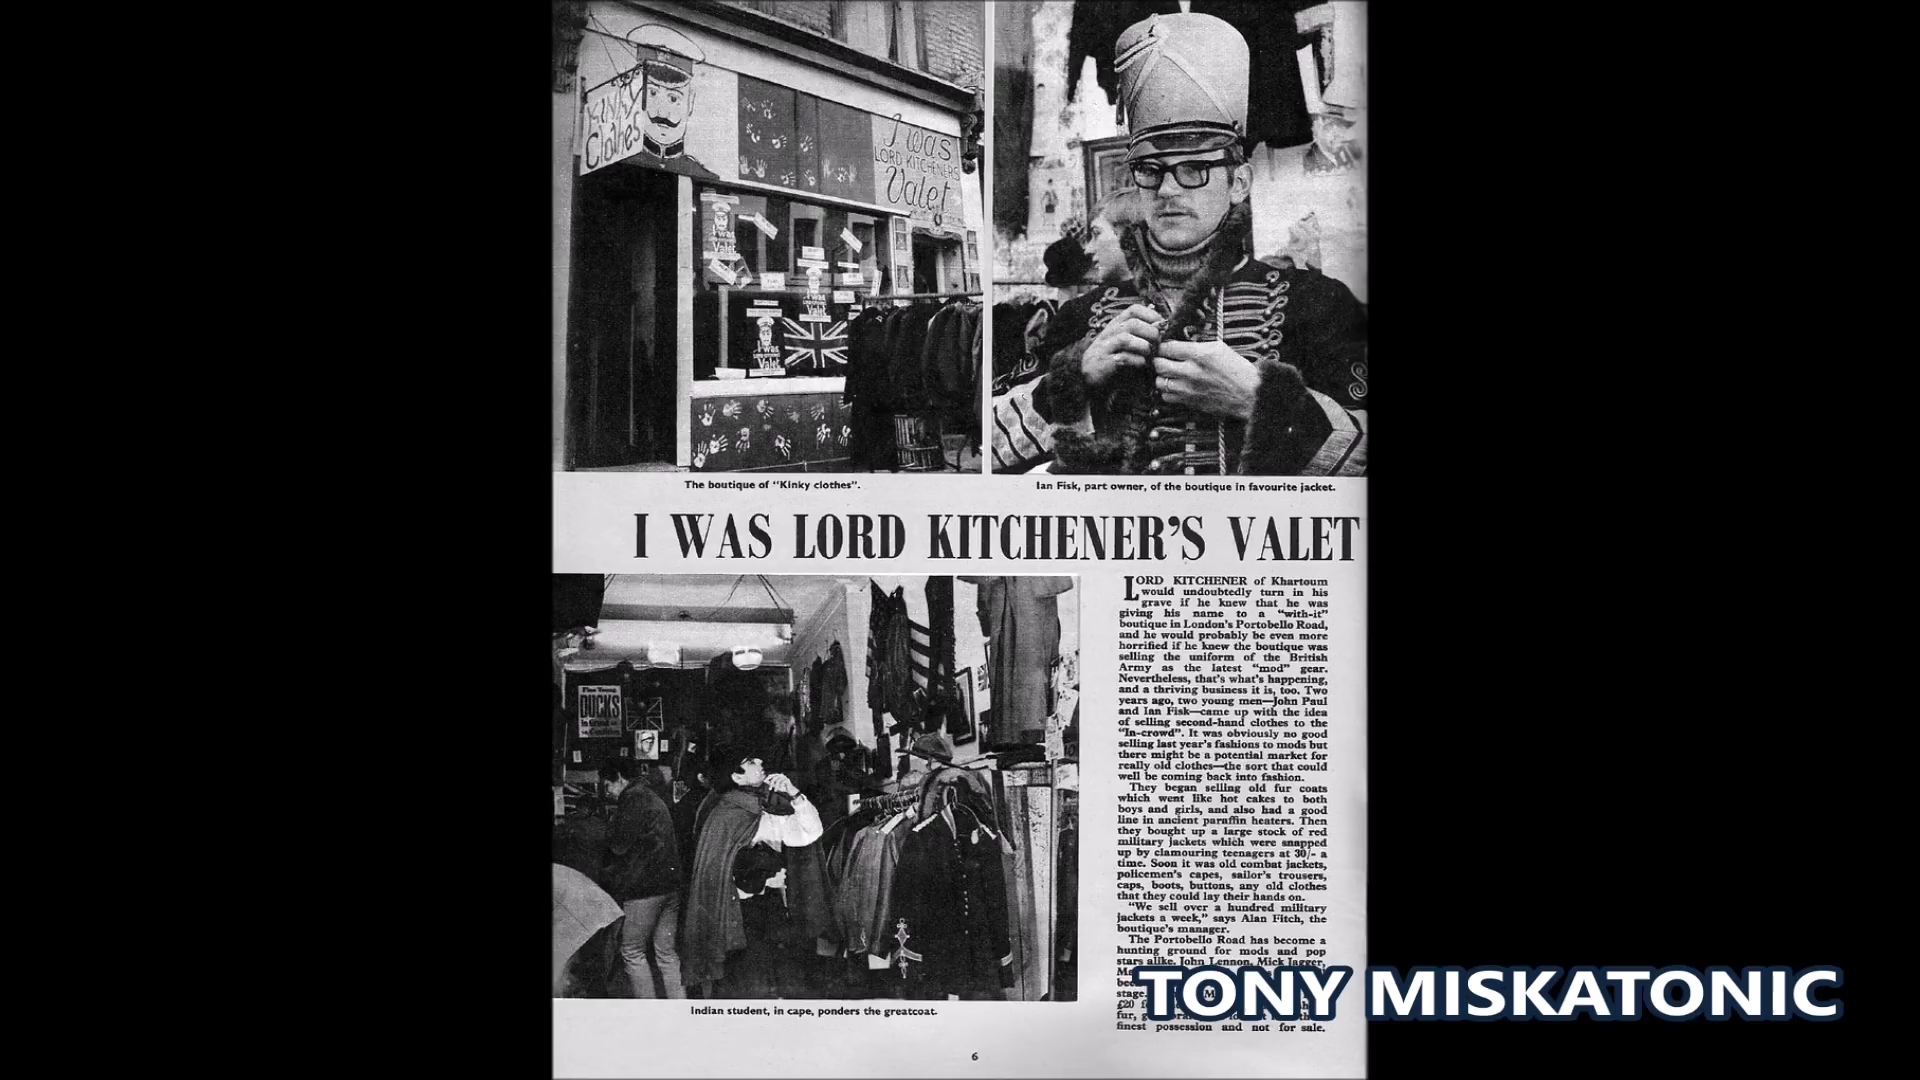 KINKY
Clothes
I was
LORD KITCHENERS
Valet
I was
Valet
I was
Valet
I was
Valet
The boutique of "Kinky clothes".
Ian Fisk, part owner, of the boutique in favourite jacket.
I WAS LORD KITCHENER'S VALET
Fine Young
DUCKS
LORD KITCHENER of Khartoum
would undoubtedly turn in his
grave if he knew that he was
giving his name to a "with-it"
boutique in London's Portobello Road,
and he would probably be even more
horrified if he knew the boutique was
selling the uniform of the British
Army as the latest "mod" gear.
Nevertheless, that's what's happening,
and a thriving business it is, too. Two
years ago, two young men—John Paul
and Ian Fisk—came up with the idea
of selling second-hand clothes to the
"In-crowd". It was obviously no good
selling last year's fashions to mods but
there might be a potential market for
really old clothes—the sort that could
well be coming back into fashion.
They began selling old fur coats
which went like hot cakes to both
boys and girls, and also had a good
line in ancient paraffin heaters. Then
they bought up a large stock of red
military jackets which were snapped
up by clamouring teenagers at 30/- a
time. Soon it was old combat jackets,
policemen's capes, sailor's trousers,
caps, boots, buttons, any old clothes
that they could lay their hands on.
"We sell over a hundred military
jackets a week," says Alan Fitch, the
boutique's manager.
The Portobello Road has become a
hunting ground for mods and pop
stars alike. John Lennon, Mick Jagger,
stage.
£20
fur,
finest possession and not for sale.
TONY MISKATONIC
Indian student, in cape, ponders the greatcoat.
6